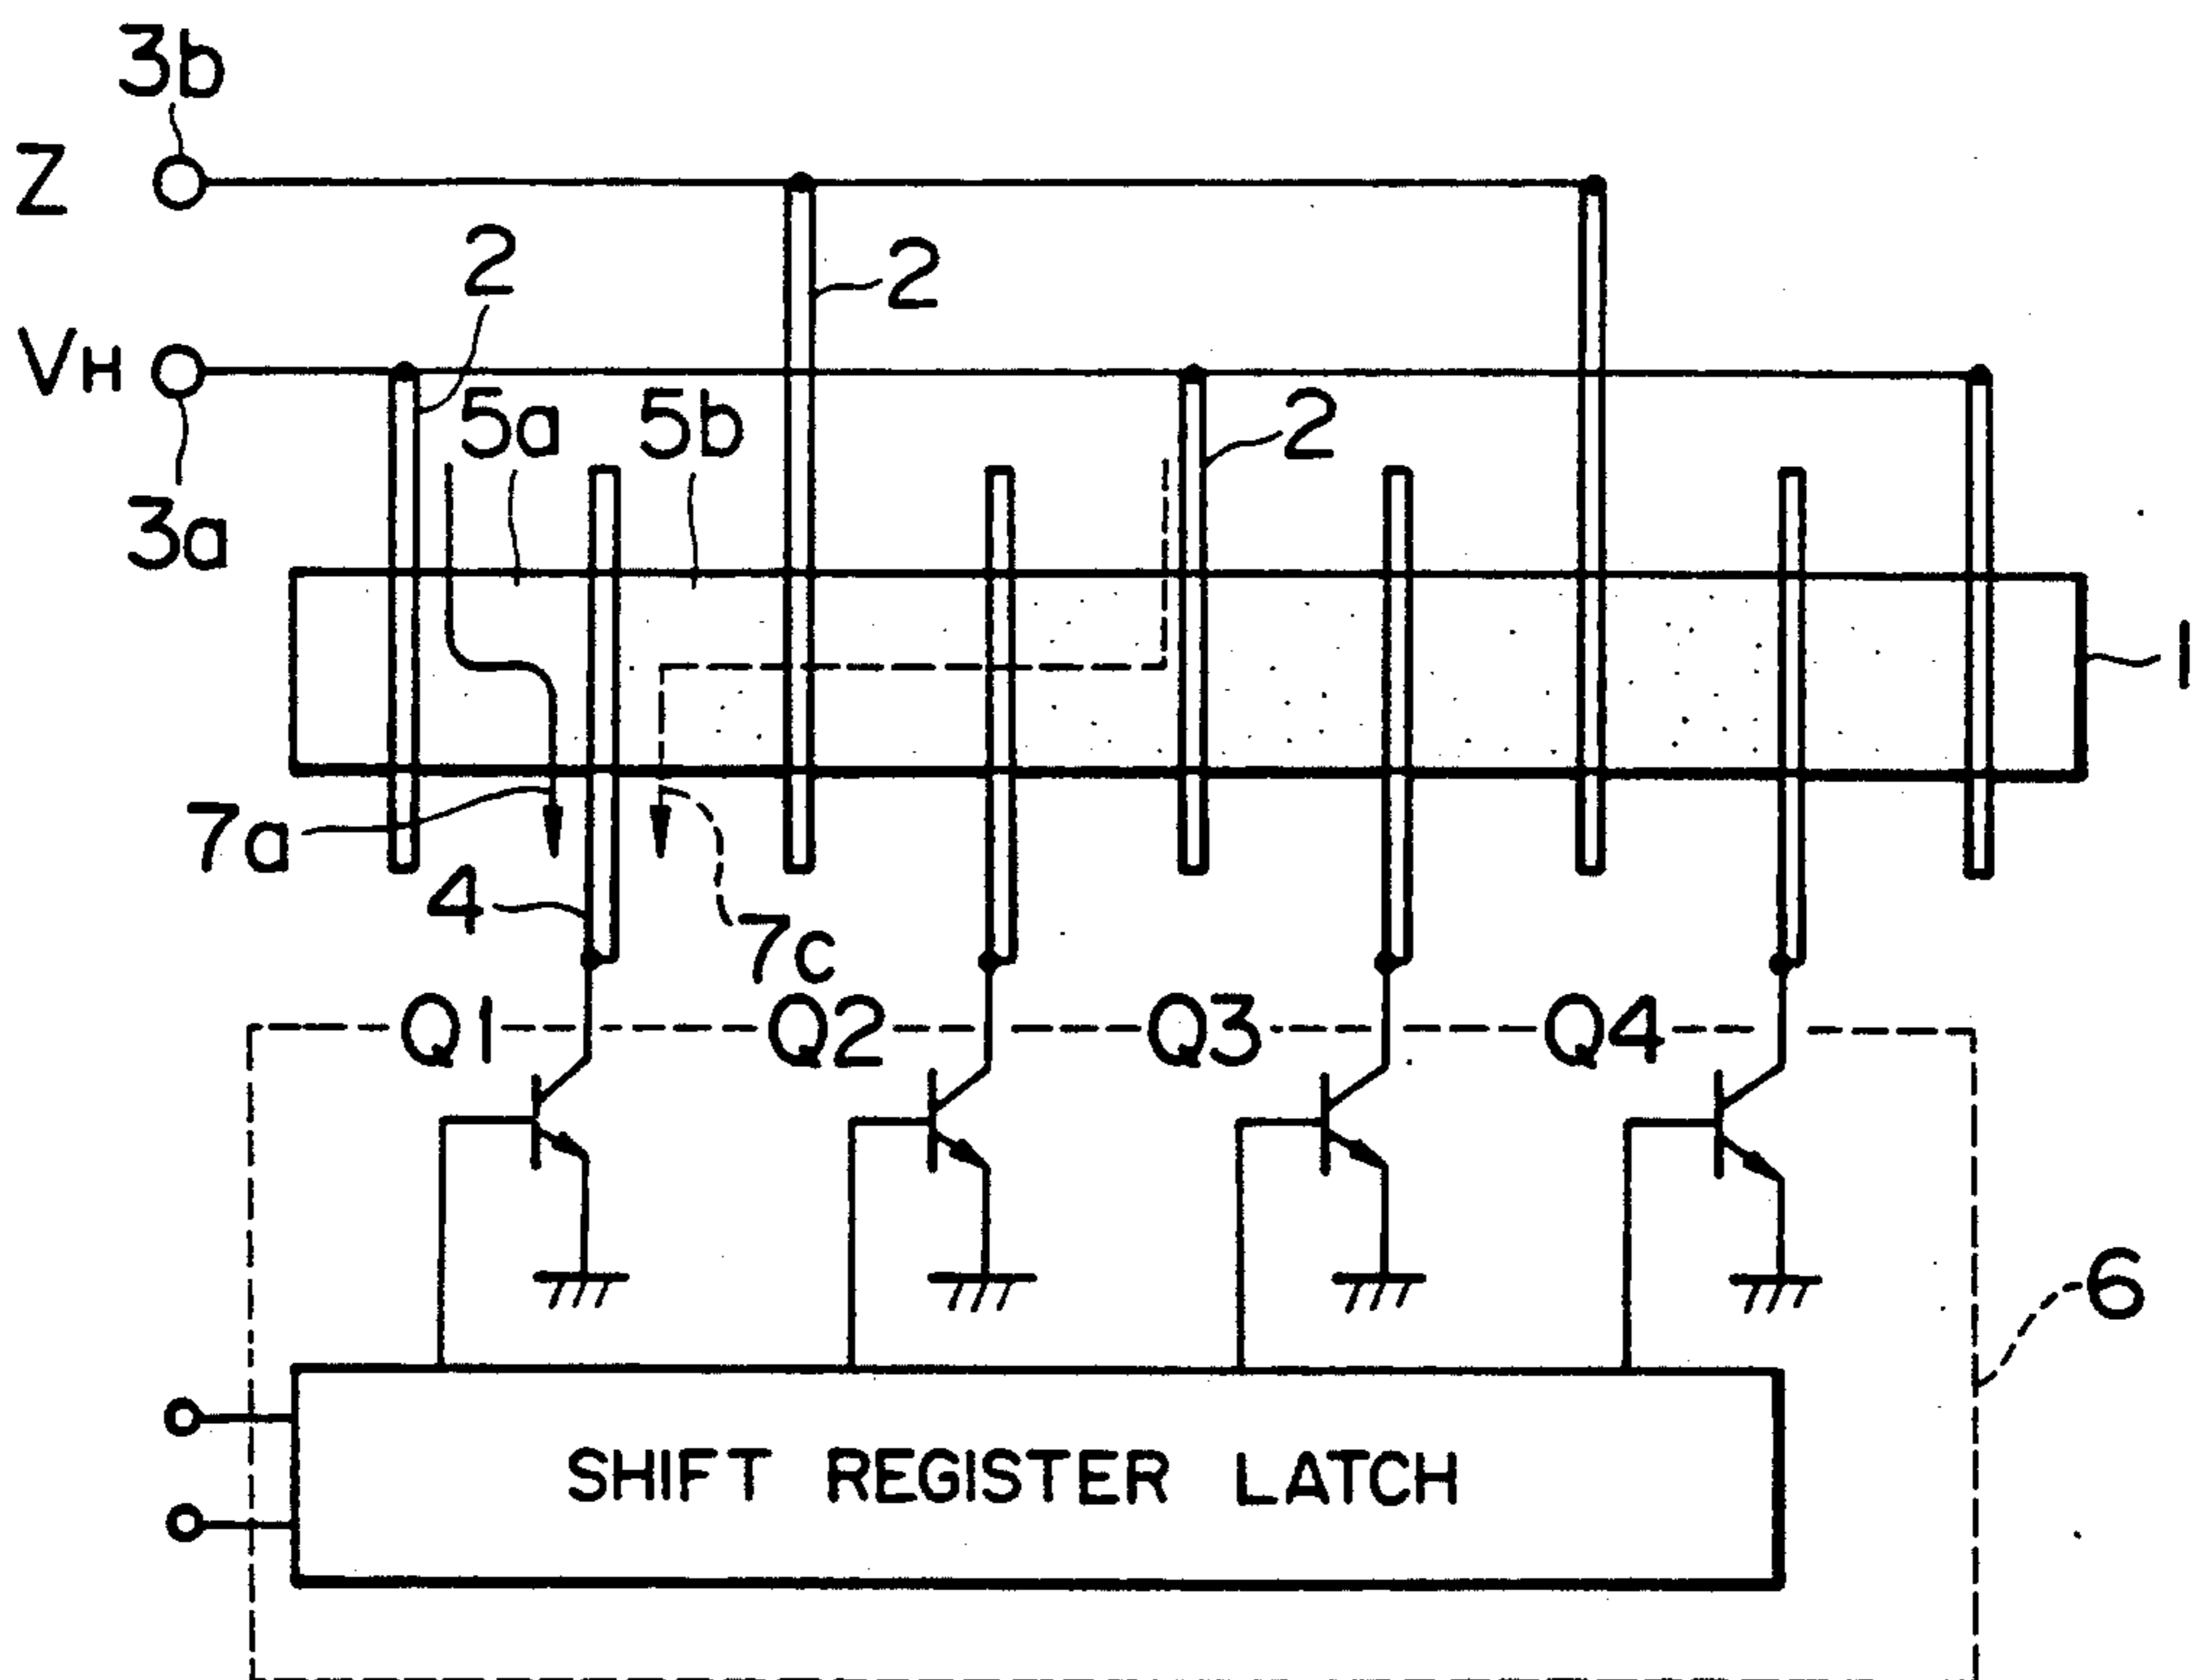 3b
Z
2
2
VH
5a 5b
2
3a
1
7a
4
7c
Q1 Q2 Q3 Q4
6
SHIFT REGISTER LATCH